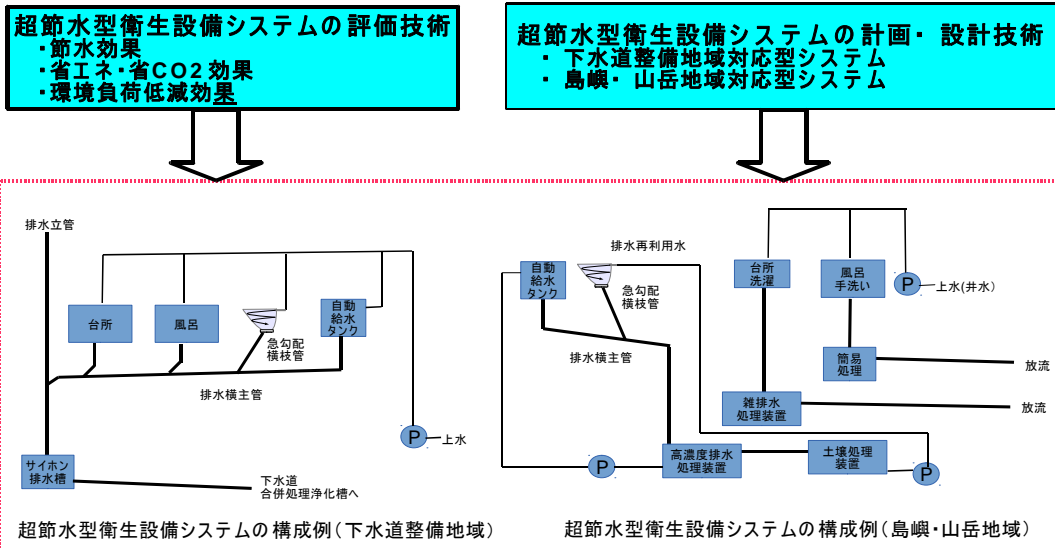 超節水型衛生設備システムの評価技術
・節水効果
・省エネ・省CO2効果
・環境負荷低減効果
超節水型衛生設備システムの計画・設計技術
・下水道整備地域対応型システム
・島嶼・山岳地域対応型システム
排水立管
台所
風呂
急勾配
横枝管
自動
給水
タンク
排水横主管
P
上水
サイホン
排水槽
下水道
合併処理浄化槽へ
超節水型衛生設備システムの構成例(下水道整備地域)
排水再利用水
自動
給水
タンク
急勾配
横枝管
排水横主管
台所
洗濯
風呂
手洗い
P
上水(井水)
簡易
処理
放流
雑排水
処理装置
放流
P
高濃度排水
処理装置
土壌処理
装置
P
超節水型衛生設備システムの構成例(島嶼・山岳地域)